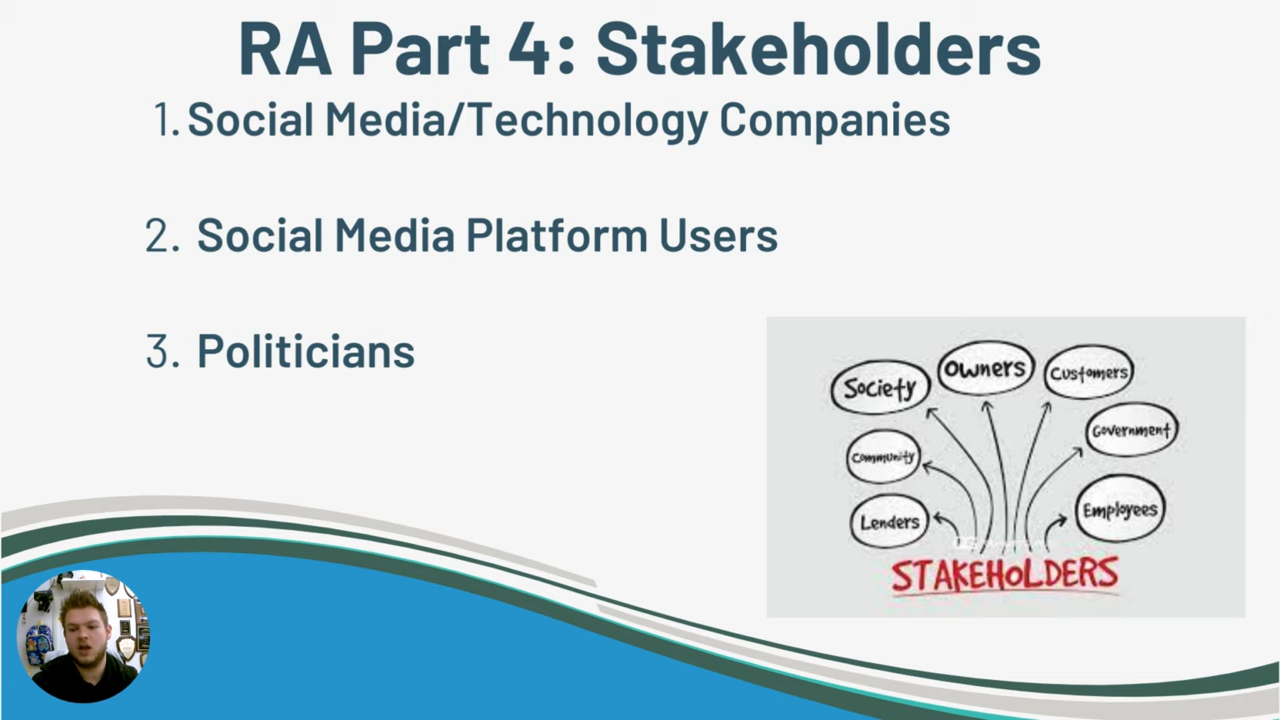 RA Part 4: Stakeholders
1. Social Media/Technology Companies
2. Social Media Platform Users
3. Politicians
Society
Owners
Customers
Government
Community
Lenders
Employees
STAKEHOLDERS